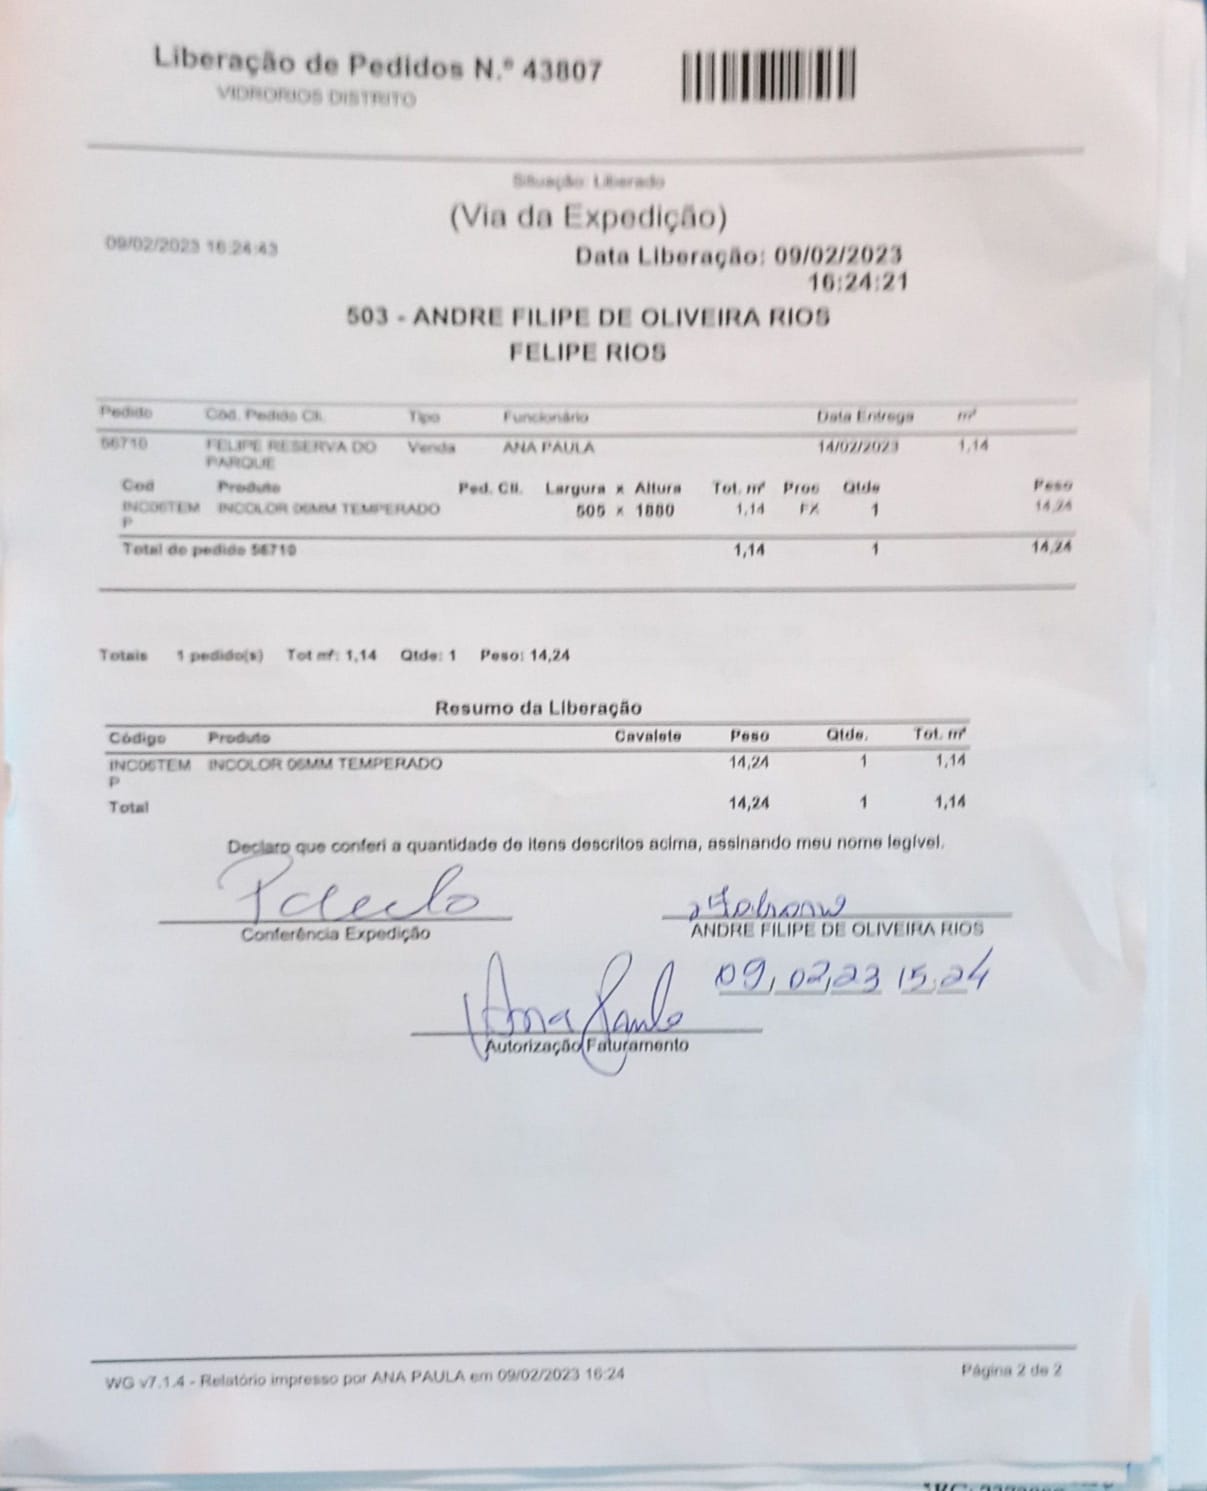 Liberação de Pedidos N.º 43807
VIDRORIOS DISTRITO
Situação: Liberado
(Via da Expedição)
09/02/2023 16:24:43
Data Liberação: 09/02/2023
16:24:21
503 - ANDRE FILIPE DE OLIVEIRA RIOS
FELIPE RIOS
Pedido Cód. Pedido Cli. Tipo Funcionário Data Entrega m²
56710 FELIPE RESERVA DO PARQUE Venda ANA PAULA 14/02/2023 1,14
Cod Produto Ped. Cli. Largura x Altura Tot. m² Proc Qtde Peso
INC06TEM INCOLOR 06MM TEMPERADO 605 x 1880 1,14 FX 1 14,24
P
Total do pedido 56710 1,14 1 14,24
Totais 1 pedido(s) Tot m²: 1,14 Qtde: 1 Peso: 14,24
Resumo da Liberação
Código Produto Cavalete Peso Qtde. Tot. m²
INC06TEM INCOLOR 06MM TEMPERADO 14,24 1 1,14
P
Total 14,24 1 1,14
Declaro que conferi a quantidade de itens descritos acima, assinando meu nome legível.
Conferência Expedição
ANDRE FILIPE DE OLIVEIRA RIOS
09,02,23 15,24
Ana Paula
Autorização Faturamento
WG v7.1.4 - Relatório impresso por ANA PAULA em 09/02/2023 16:24
Página 2 de 2